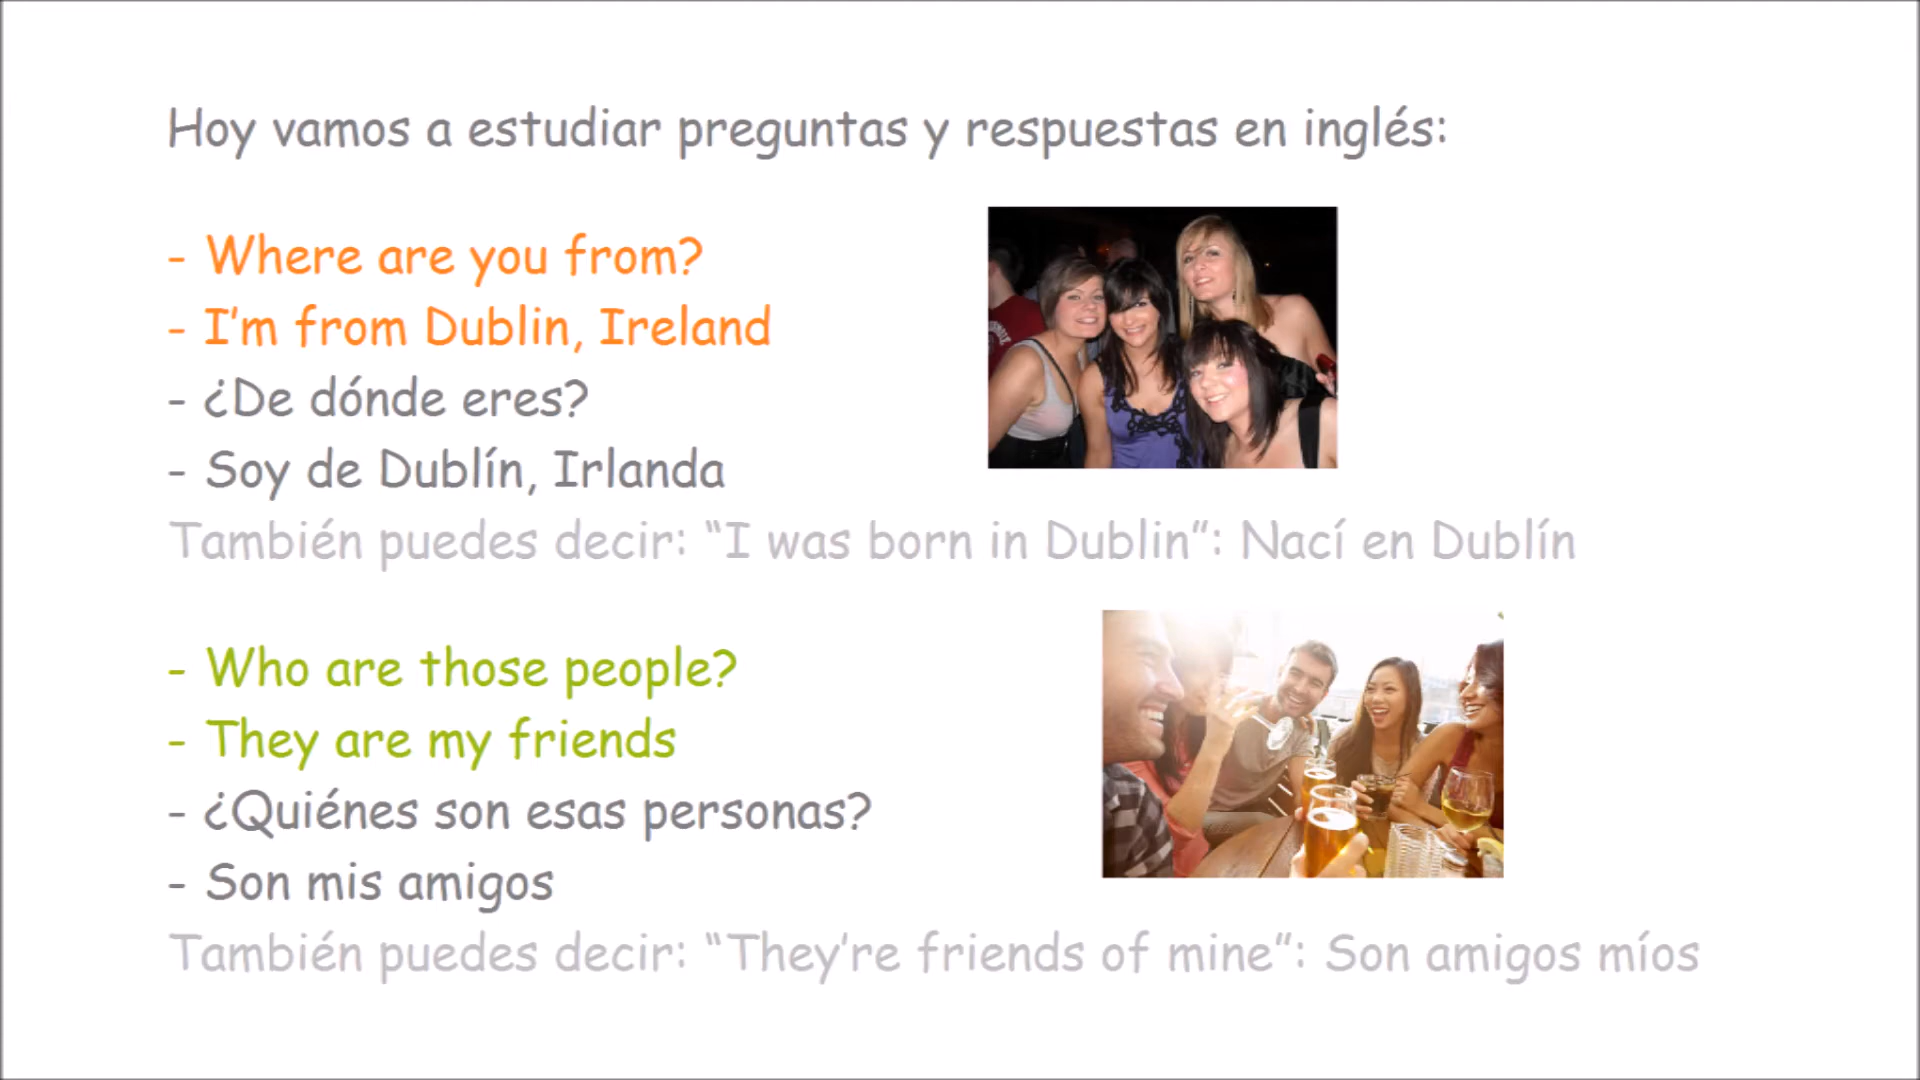 Hoy vamos a estudiar preguntas y respuestas en inglés:
- Where are you from?
- I'm from Dublin, Ireland
- ¿De dónde eres?
- Soy de Dublín, Irlanda
También puedes decir: “I was born in Dublin”: Nací en Dublín
- Who are those people?
- They are my friends
- ¿Quiénes son esas personas?
- Son mis amigos
También puedes decir: “They're friends of mine”: Son amigos míos